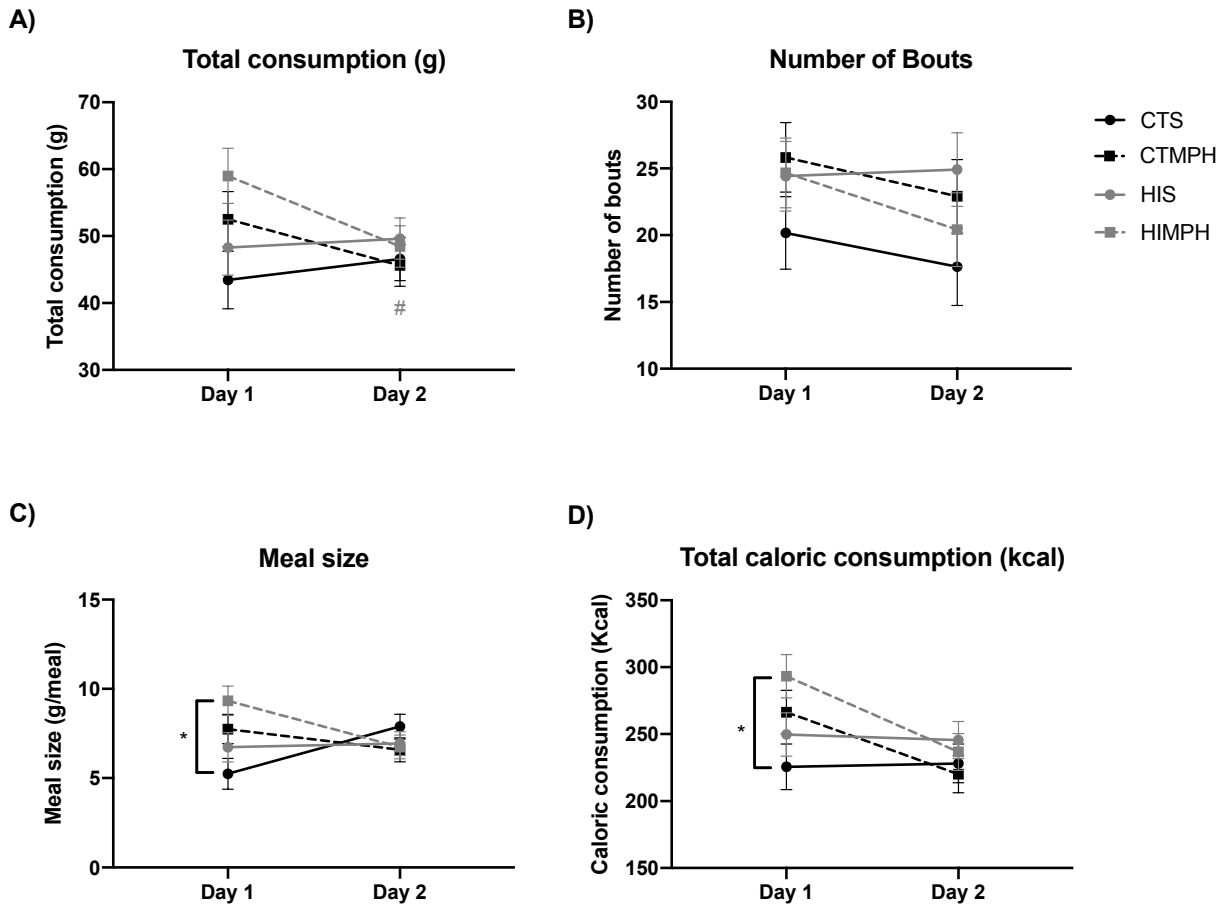 A)
Total consumption (g)
Total consumption (g)
70
60
50
40
30
#
Day 1
Day 2
B)
Number of Bouts
Number of bouts
30
25
20
15
10
Day 1
Day 2
CTS
CTMPH
HIS
HIMPH
C)
Meal size
Meal size (g/meal)
15
10
5
0
*
Day 1
Day 2
D)
Total caloric consumption (kcal)
Caloric consumption (Kcal)
350
300
250
200
150
*
Day 1
Day 2